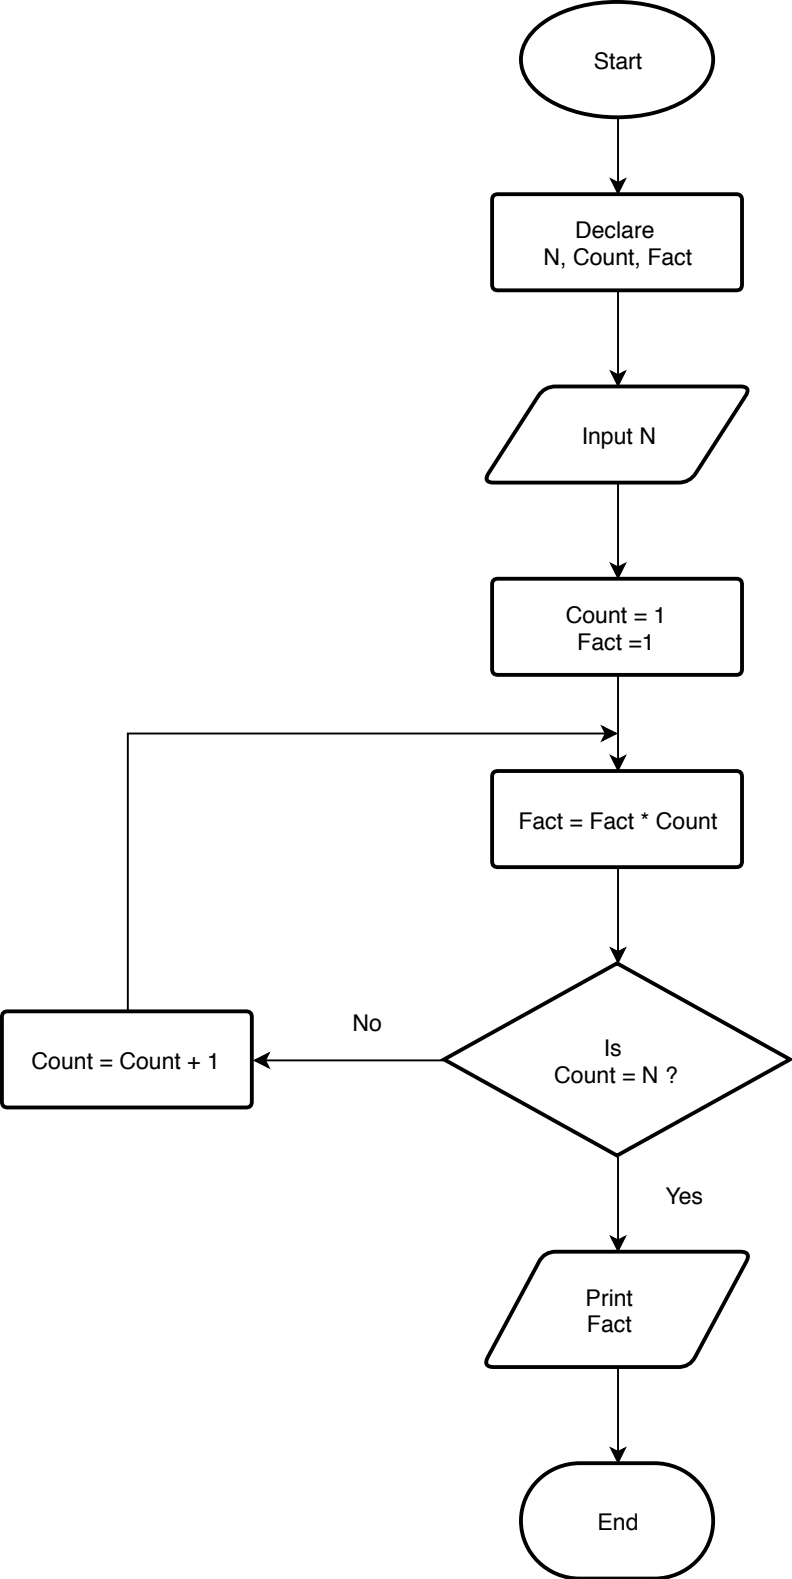 Start
Declare
N, Count, Fact
Input N
Count = 1
Fact =1
Fact = Fact * Count
Is
Count = N ?
No
Count = Count + 1
Yes
Print
Fact
End